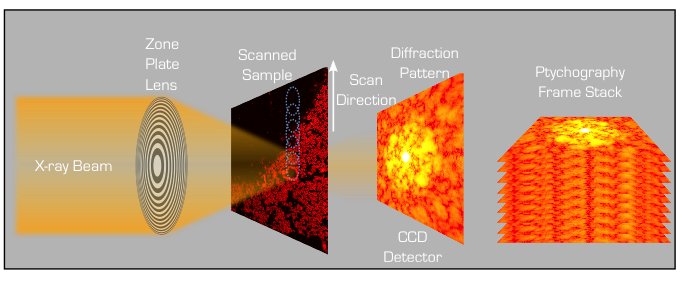 Zone
Plate
Lens
Scanned
Sample
Scan
Direction
Diffraction
Pattern
Ptychography
Frame Stack
X-ray Beam
CCD
Detector